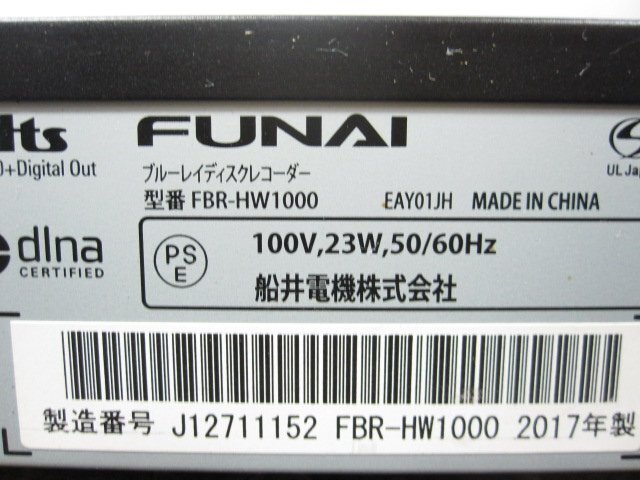 dts FUNAI
+Digital Out
ブルーレイディスクレコーダー
型番 FBR-HW1000 EAY01JH MADE IN CHINA
UL Jap
dlna
CERTIFIED
PS
E
100V,23W,50/60Hz
船井電機株式会社
製造番号 J12711152 FBR-HW1000 2017年製